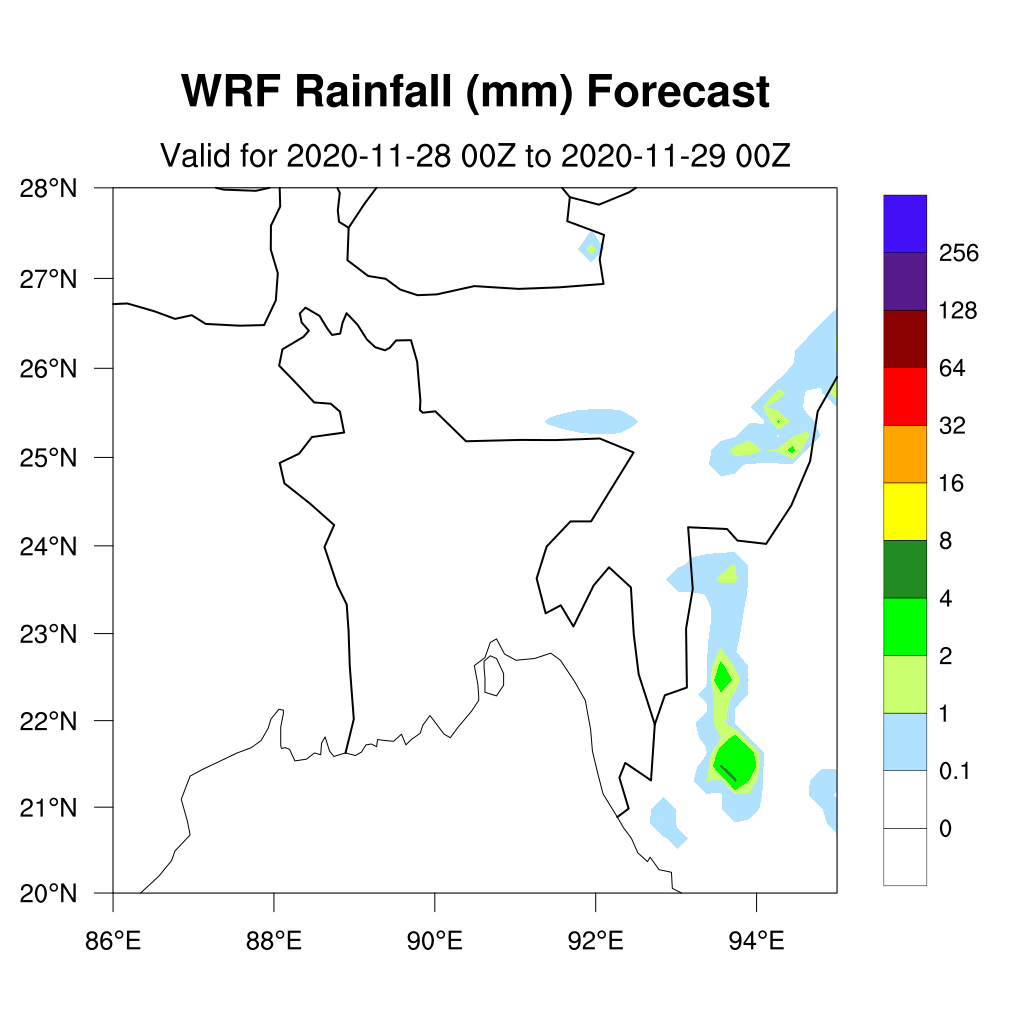 WRF Rainfall (mm) Forecast
Valid for 2020-11-28 00Z to 2020-11-29 00Z
28°N
27°N
26°N
25°N
24°N
23°N
22°N
21°N
20°N
86°E
88°E
90°E
92°E
94°E
256
128
64
32
16
8
4
2
1
0.1
0